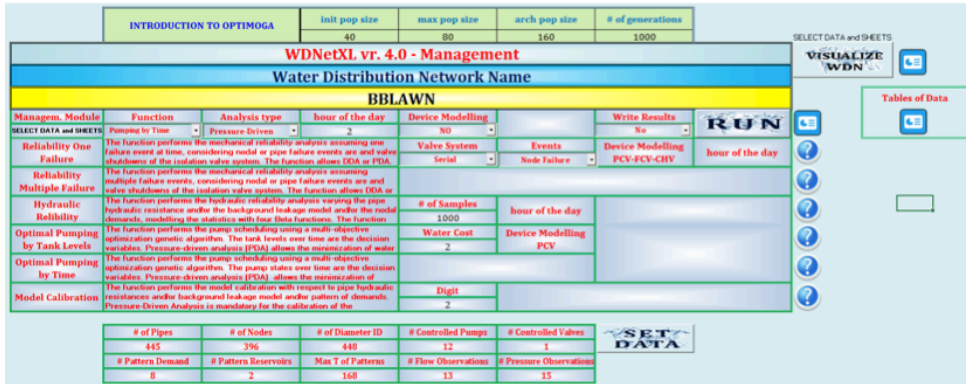 INTRODUCTION TO OPTIMOGA
init pop size
max pop size
arch pop size
# of generations
40
80
160
1000
SELECT DATA and SHEETS
WDNetXL vr. 4.0 - Management
VISUALIZE
WDN
Water Distribution Network Name
BBLAWN
Tables of Data
Managem. Module
Function
Analysis type
hour of the day
Device Modelling
Write Results
RUN
SELECT DATA and SHEETS
Pumping by Time
Pressure-Driven
2
NO
No
Reliability One
Failure
The function performs the mechanical reliability analysis assuming one
failure event at time, considering nodal or pipe failure events are and valve
shutdowns of the isolation valve system. The function allows DDA or PDA.
Valve System
Events
Device Modelling
Serial
Node Failure
PCV-FCV-CHV
hour of the day
Reliability
Multiple Failure
The function performs the mechanical reliability analysis assuming
multiple failure events, considering nodal or pipe failure events are and
valve shutdowns of the isolation valve system. The function allows DDA or
Hydraulic
Relibility
The function performs the hydraulic reliability analysis varying the pipe
hydraulic resistance and/or the background leakage model and/or the nodal
demands, modelling the statistics with four Beta functions. The function
# of Samples
1000
hour of the day
Optimal Pumping
by Tank Levels
The function performs the pump scheduling using a multi-objective
optimization genetic algorithm. The tank levels over time are the decision
variables. Pressure-driven analysis (PDA) allows the minimization of water
Water Cost
2
Device Modelling
PCV
Optimal Pumping
by Time
The function performs the pump scheduling using a multi-objective
optimization genetic algorithm. The pump states over time are the decision
variables. Pressure-driven analysis (PDA) allows the minimization of
Model Calibration
The function performs the model calibration with respect to pipe hydraulic
resistances and/or background leakage model and/or pattern of demands.
Pressure-Driven Analysis is mandatory for the calibration of the
Digit
2
# of Pipes
# of Nodes
# of Diameter ID
# Controlled Pumps
# Controlled Valves
445
396
448
12
1
SET
DATA
# Pattern Demand
# Pattern Reservoirs
Max T of Patterns
# Flow Observations
# Pressure Observations
8
2
168
13
15